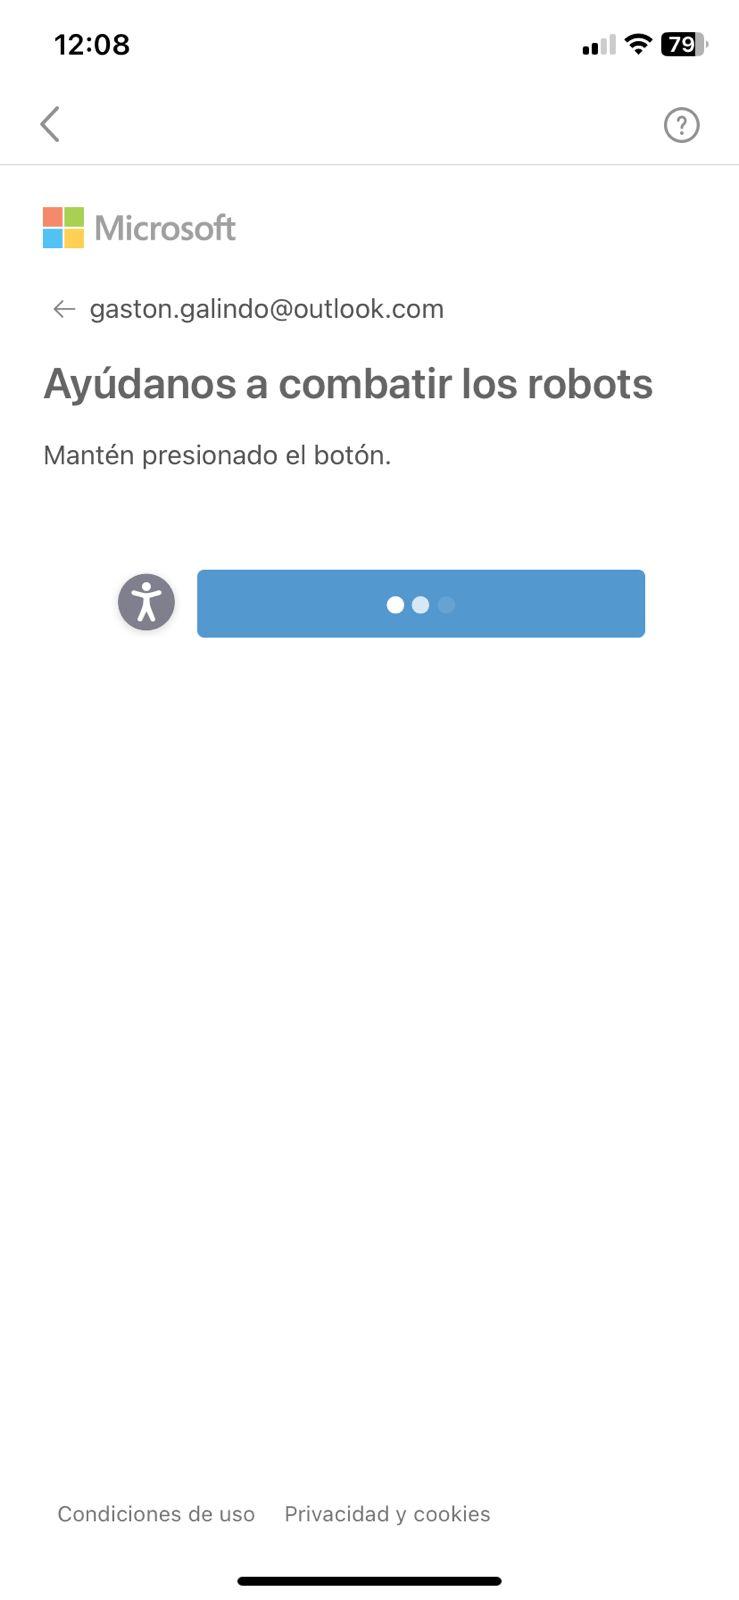 12:08
79
?
Microsoft
← gaston.galindo@outlook.com
Ayúdanos a combatir los robots
Mantén presionado el botón.
Condiciones de uso Privacidad y cookies